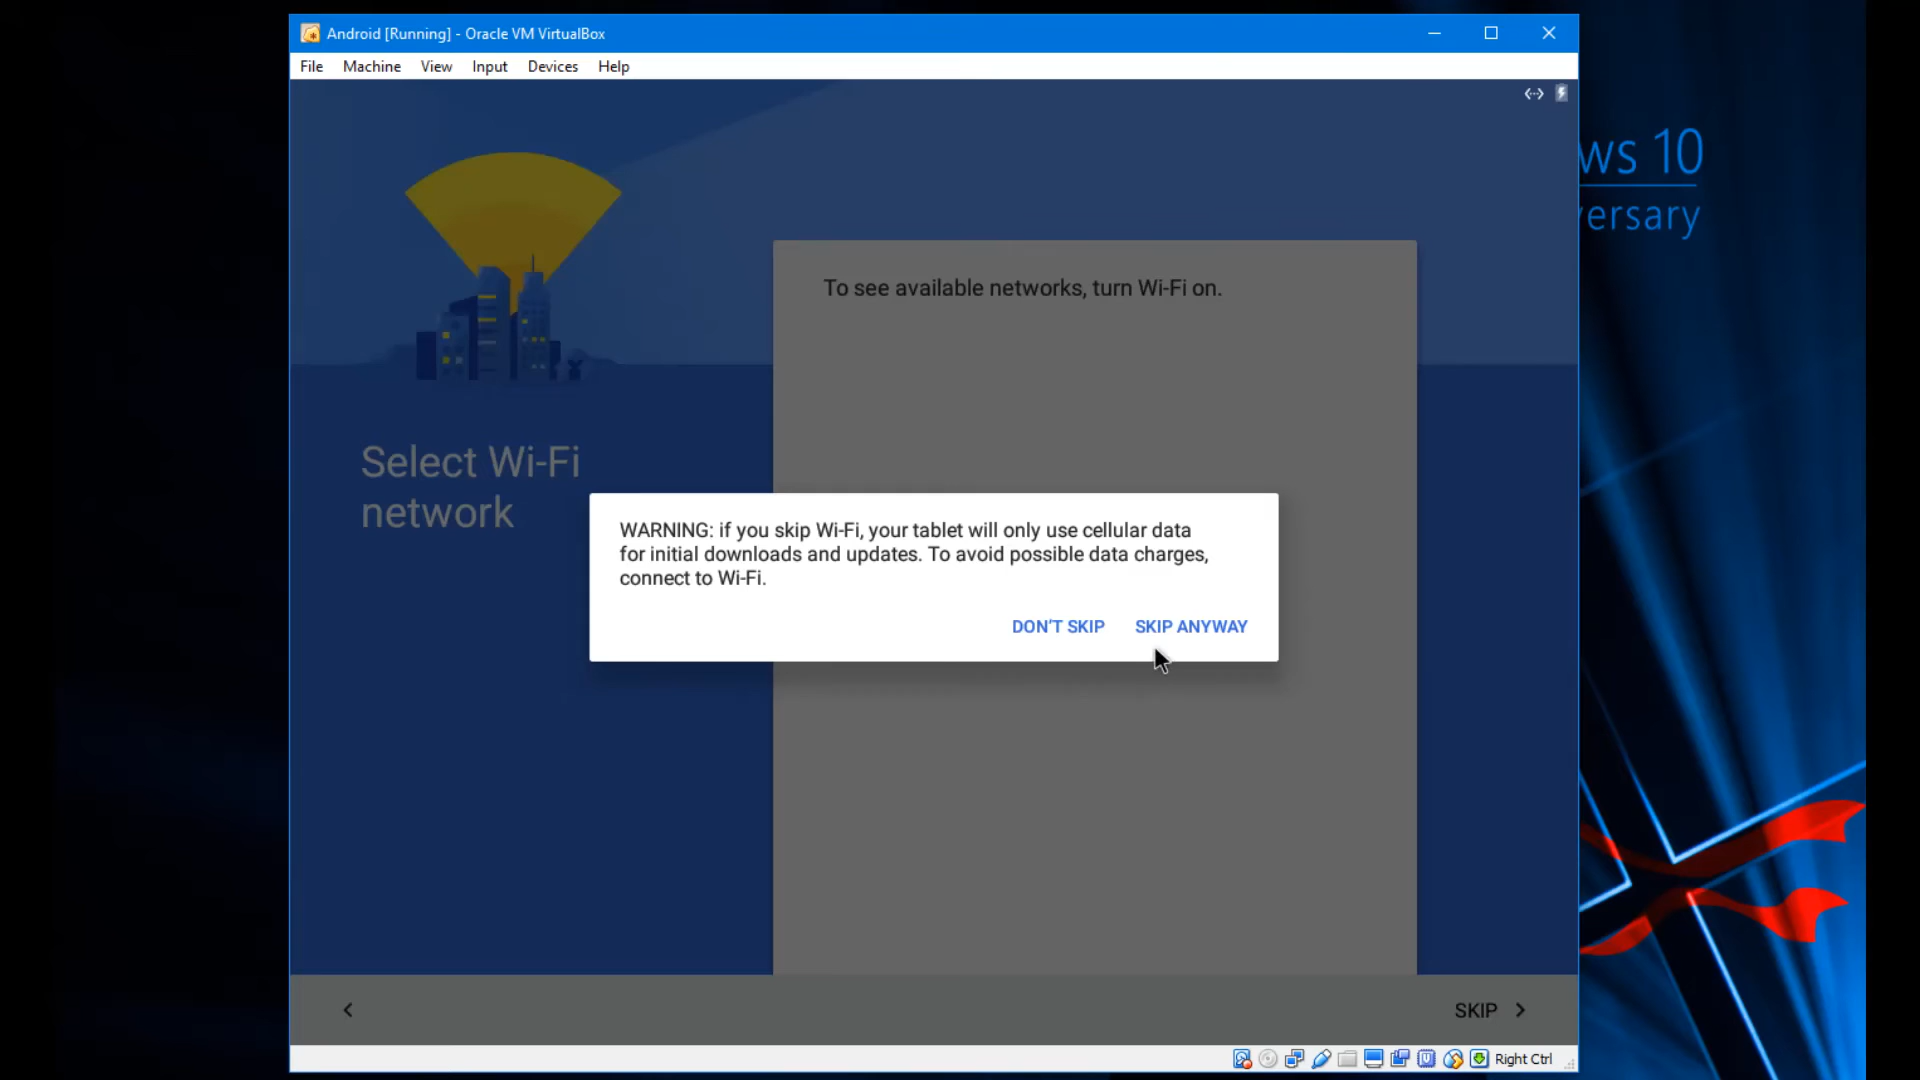 Android [Running] - Oracle VM VirtualBox
File Machine View Input Devices Help
ws 10
versary
To see available networks, turn Wi-Fi on.
Select Wi-Fi
network
WARNING: if you skip Wi-Fi, your tablet will only use cellular data
for initial downloads and updates. To avoid possible data charges,
connect to Wi-Fi.
DON'T SKIP SKIP ANYWAY
SKIP
Right Ctrl